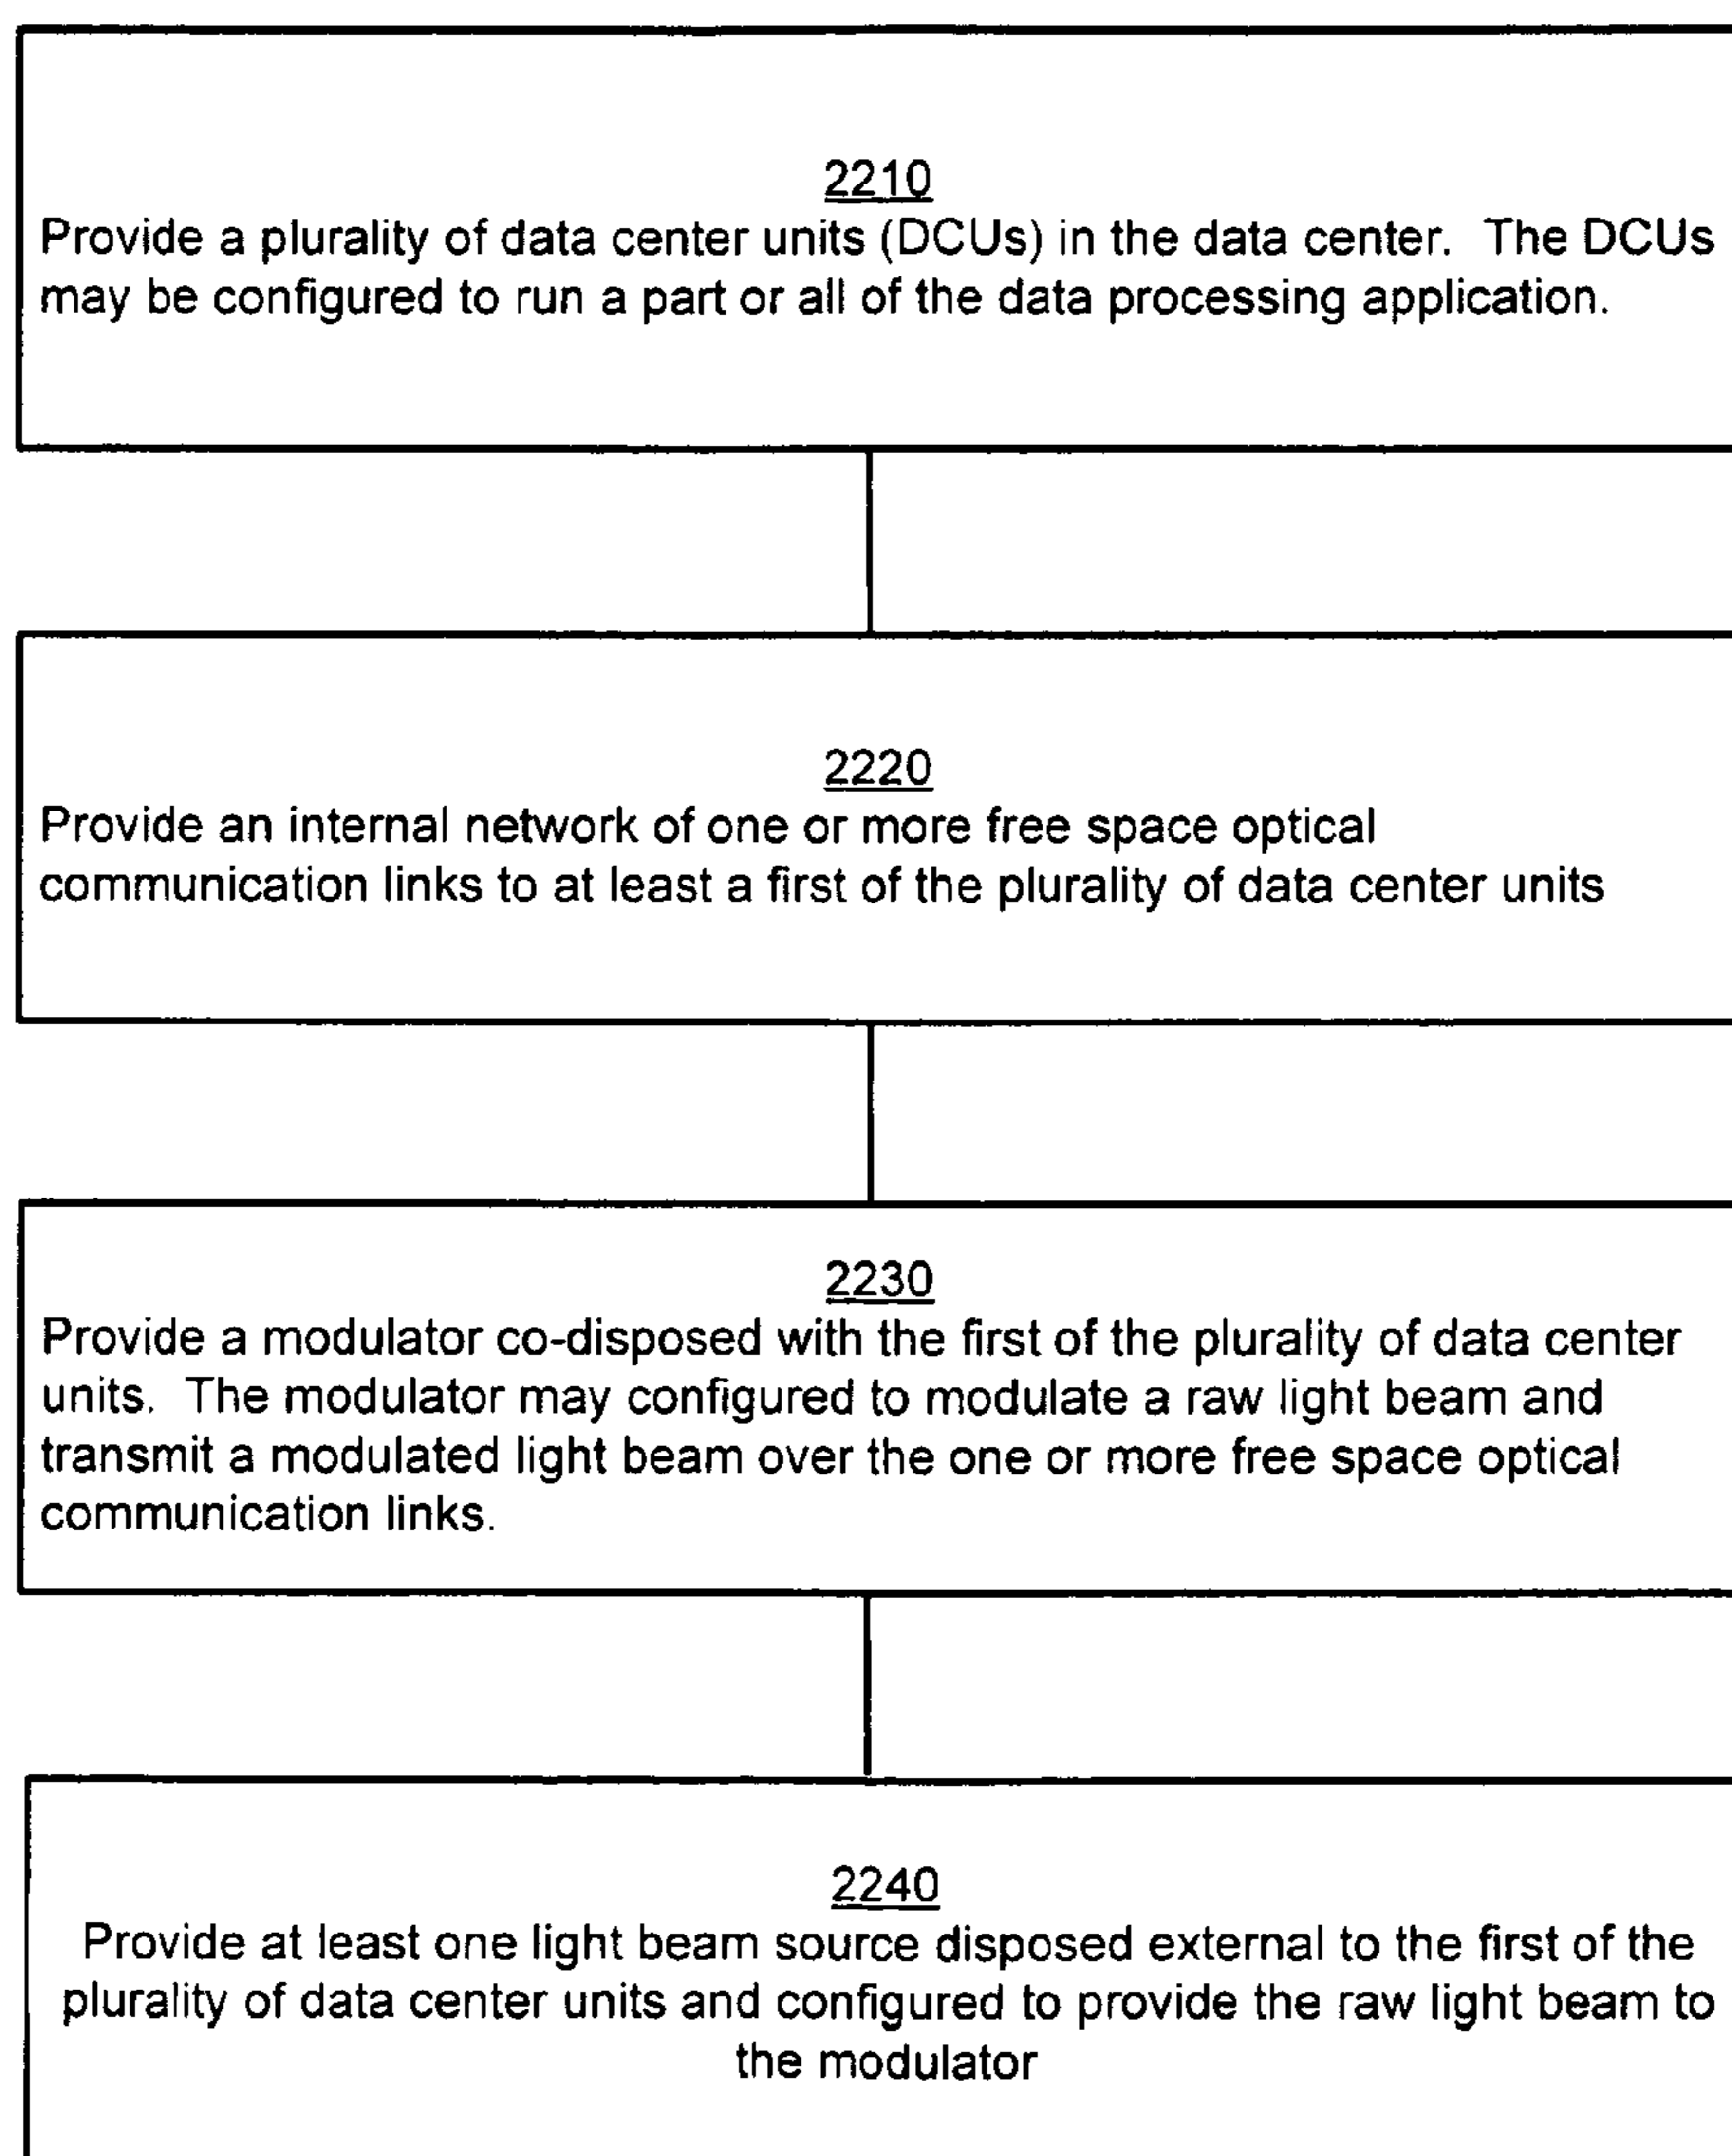 2210
Provide a plurality of data center units (DCUs) in the data center. The DCUs
may be configured to run a part or all of the data processing application.
2220
Provide an internal network of one or more free space optical
communication links to at least a first of the plurality of data center units
2230
Provide a modulator co-disposed with the first of the plurality of data center
units. The modulator may configured to modulate a raw light beam and
transmit a modulated light beam over the one or more free space optical
communication links.
2240
Provide at least one light beam source disposed external to the first of the
plurality of data center units and configured to provide the raw light beam to
the modulator